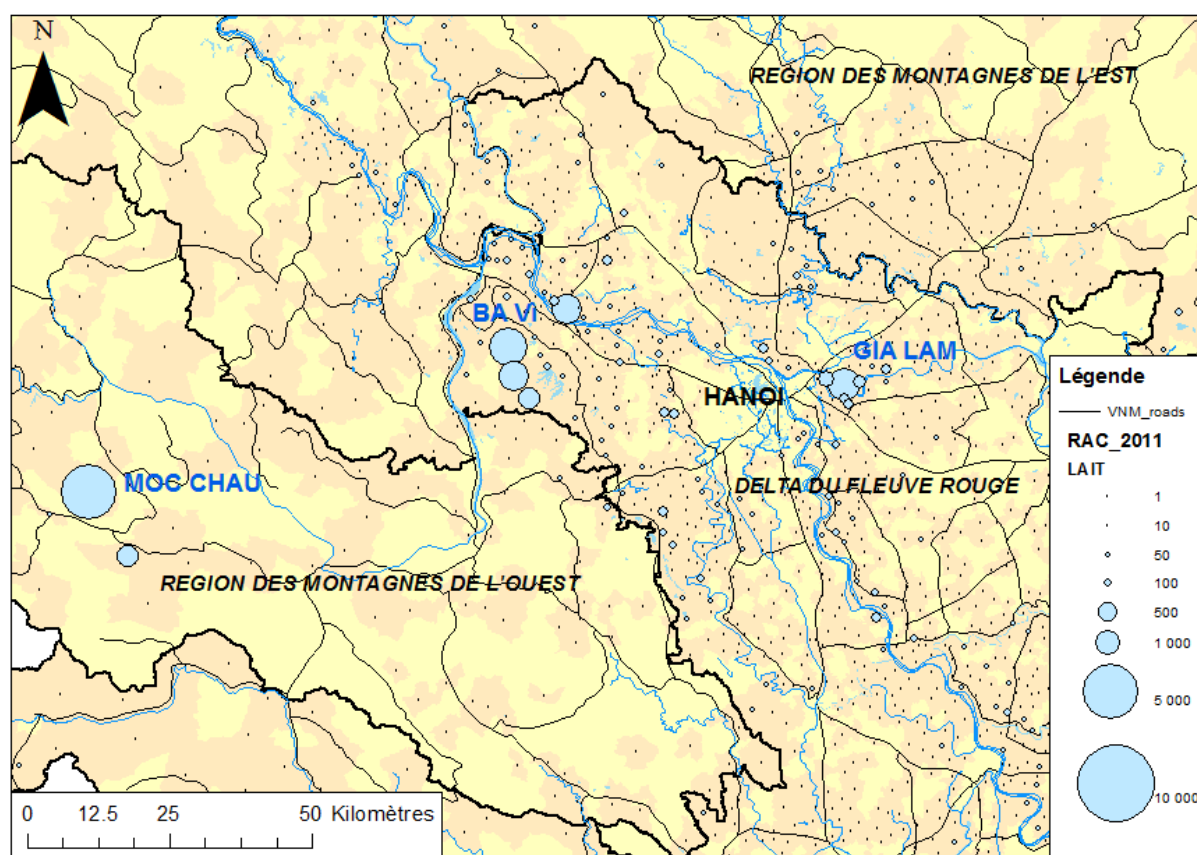 N
REGION DES MONTAGNES DE L'EST
BA VI
GIA LAM
HANOI
MOC CHAU
DELTA DU FLEUVE ROUGE
REGION DES MONTAGNES DE L'OUEST
Légende
VNM_roads
RAC_2011
LAIT
1
10
50
100
500
1 000
5 000
10 000
0 12.5 25 50 Kilomètres